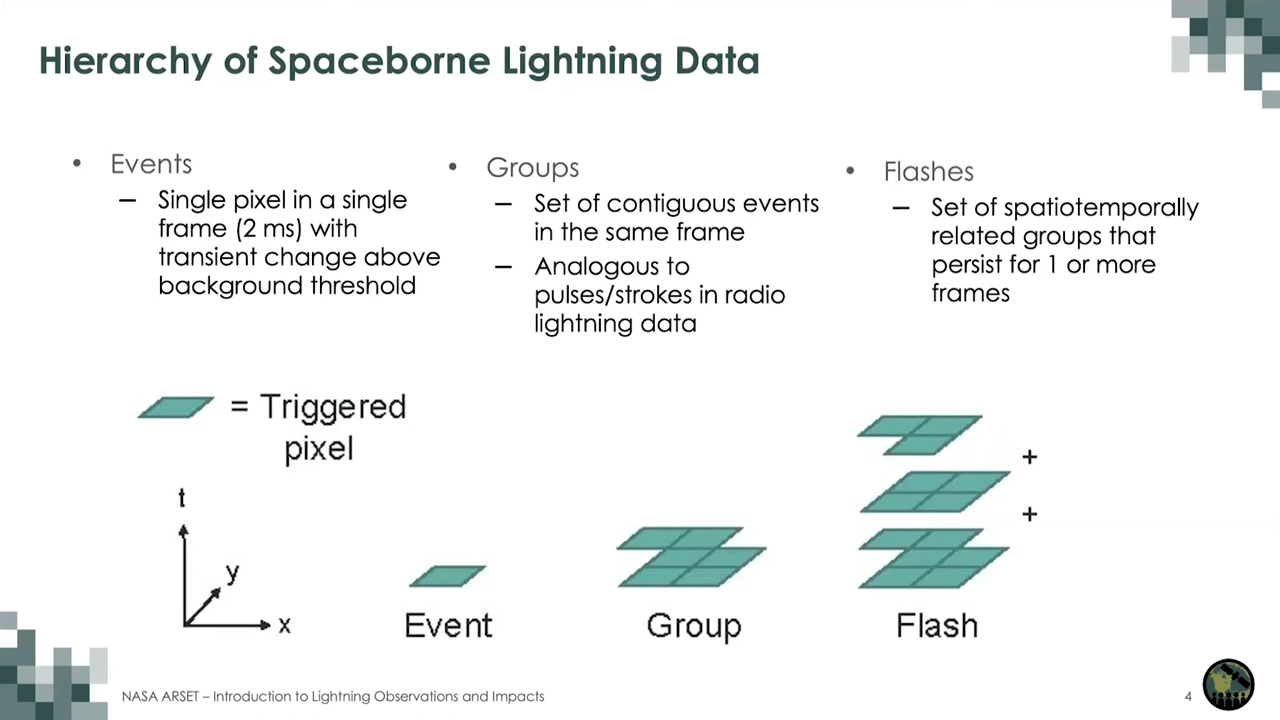 Hierarchy of Spaceborne Lightning Data
• Events
– Single pixel in a single
frame (2 ms) with
transient change above
background threshold
• Groups
– Set of contiguous events
in the same frame
– Analogous to
pulses/strokes in radio
lightning data
• Flashes
– Set of spatiotemporally
related groups that
persist for 1 or more
frames
= Triggered
pixel
t
y
x
Event
Group
+
+
Flash
NASA ARSET – Introduction to Lightning Observations and Impacts
4